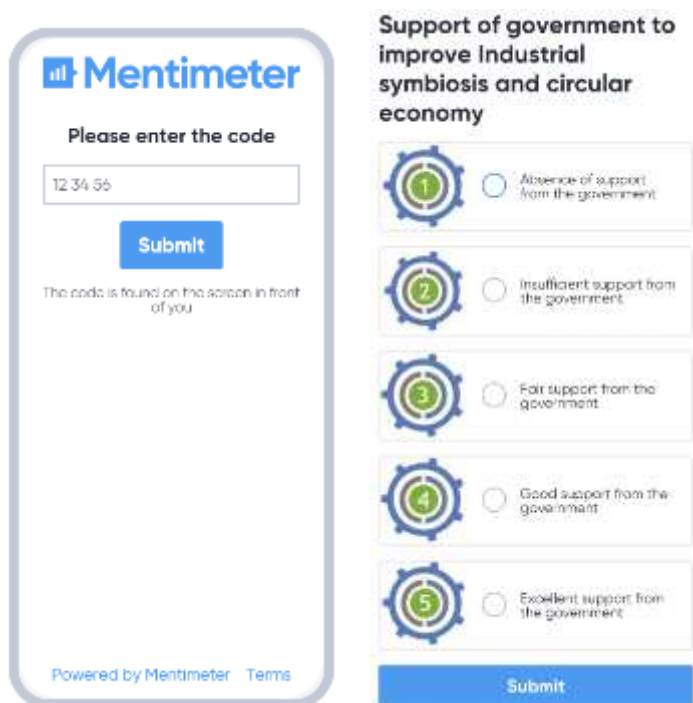 Mentimeter
Please enter the code
12 34 56
Submit
The code is found on the screen in front
of you
Powered by Mentimeter Terms
Support of government to
improve Industrial
symbiosis and circular
economy
1
Absence of support
from the government
2
Insufficient support from
the government
3
Fair support from the
government
4
Good support from the
government
5
Excellent support from
the government
Submit